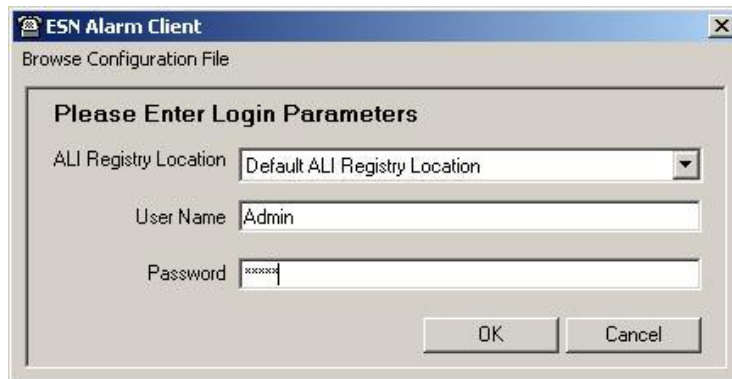 ESN Alarm Client
Browse Configuration File
Please Enter Login Parameters
ALI Registry Location Default ALI Registry Location
User Name Admin
Password *****
OK Cancel